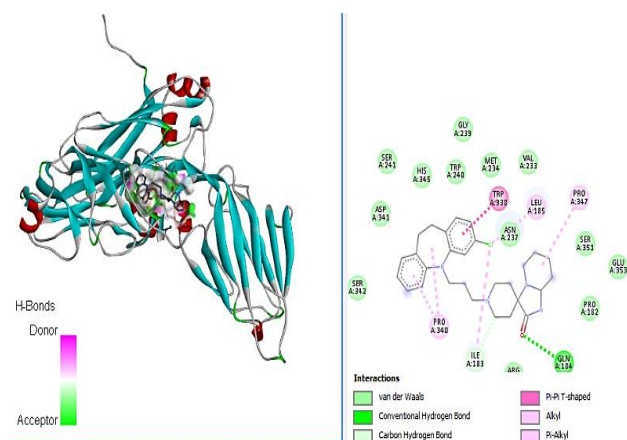 H-Bonds
Donor
Acceptor
GLY
A:239
SER
A:241
HIS
A:345
TRP
A:240
MET
A:234
VAL
A:233
ASP
A:341
TRP
A:338
LEU
A:185
PRO
A:347
ASN
A:237
SER
A:351
GLU
A:353
SER
A:342
PRO
A:182
PRO
A:340
ILE
A:183
ARG
GLN
A:184
Interactions
van der Waals
Conventional Hydrogen Bond
Carbon Hydrogen Bond
Pi-Pi T-shaped
Alkyl
Pi-Alkyl